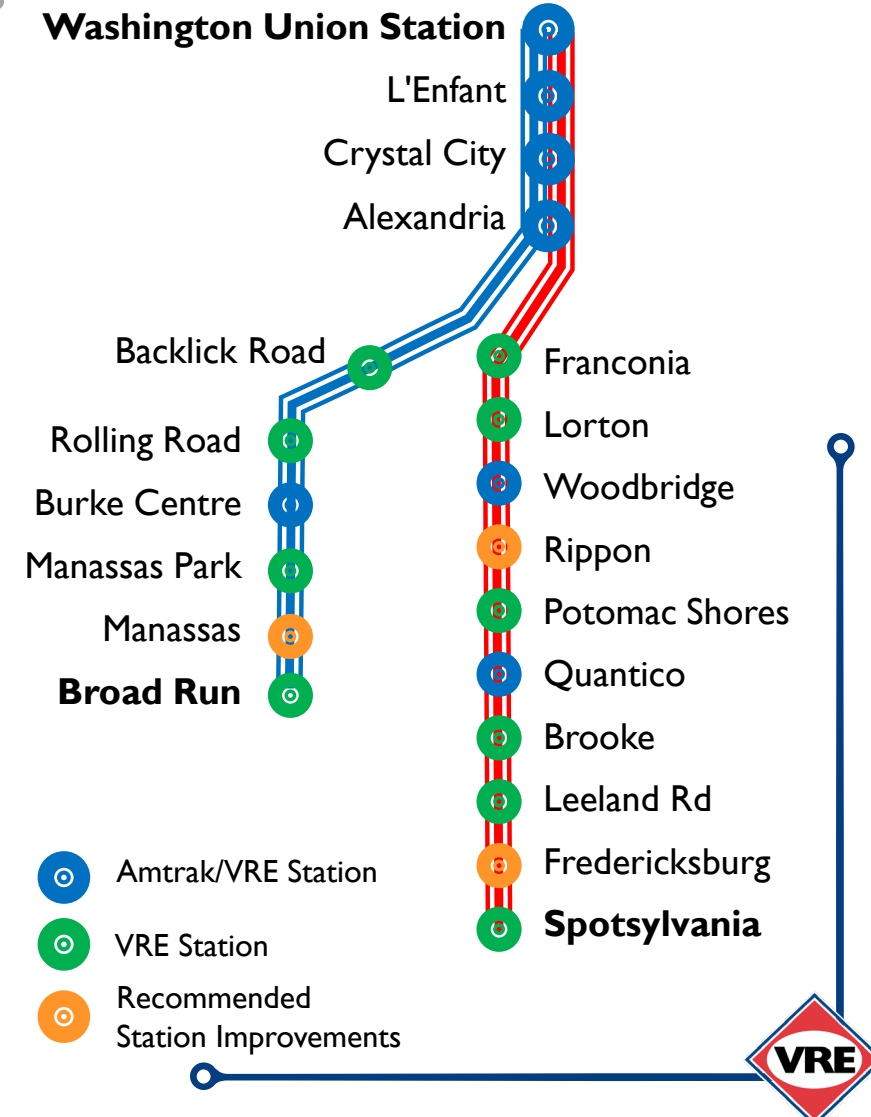 Washington Union Station
L'Enfant
Crystal City
Alexandria
Backlick Road
Rolling Road
Burke Centre
Manassas Park
Manassas
Broad Run
Franconia
Lorton
Woodbridge
Rippon
Potomac Shores
Quantico
Brooke
Leeland Rd
Fredericksburg
Spotsylvania
Amtrak/VRE Station
VRE Station
Recommended
Station Improvements
VRE